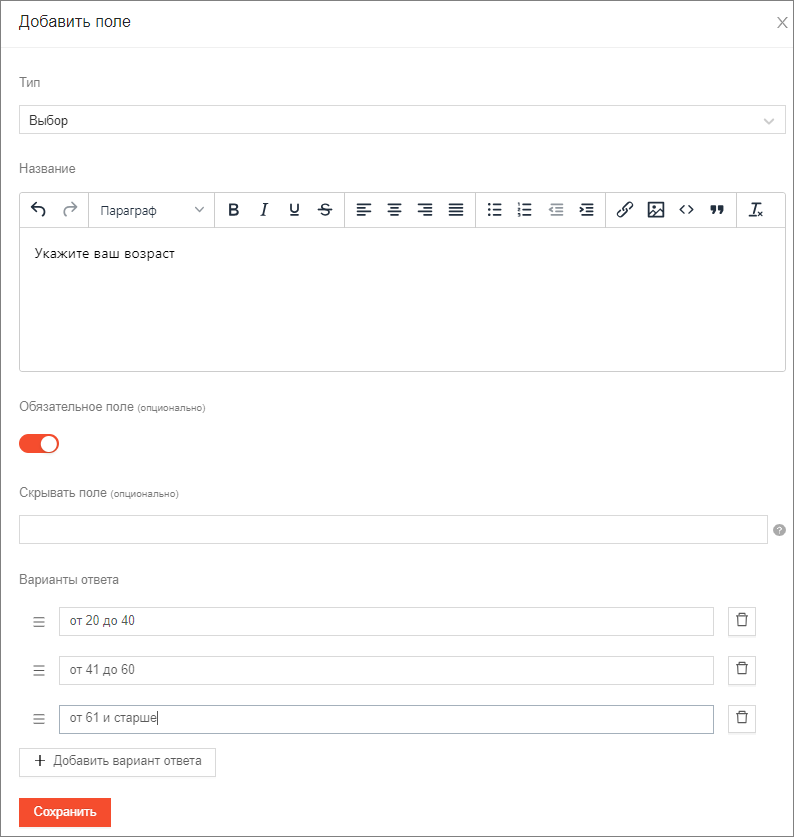 Добавить поле
Тип
Выбор
Название
Параграф
Укажите ваш возраст
Обязательное поле (опционально)
Скрывать поле (опционально)
Варианты ответа
от 20 до 40
от 41 до 60
от 61 и старше
Добавить вариант ответа
Сохранить